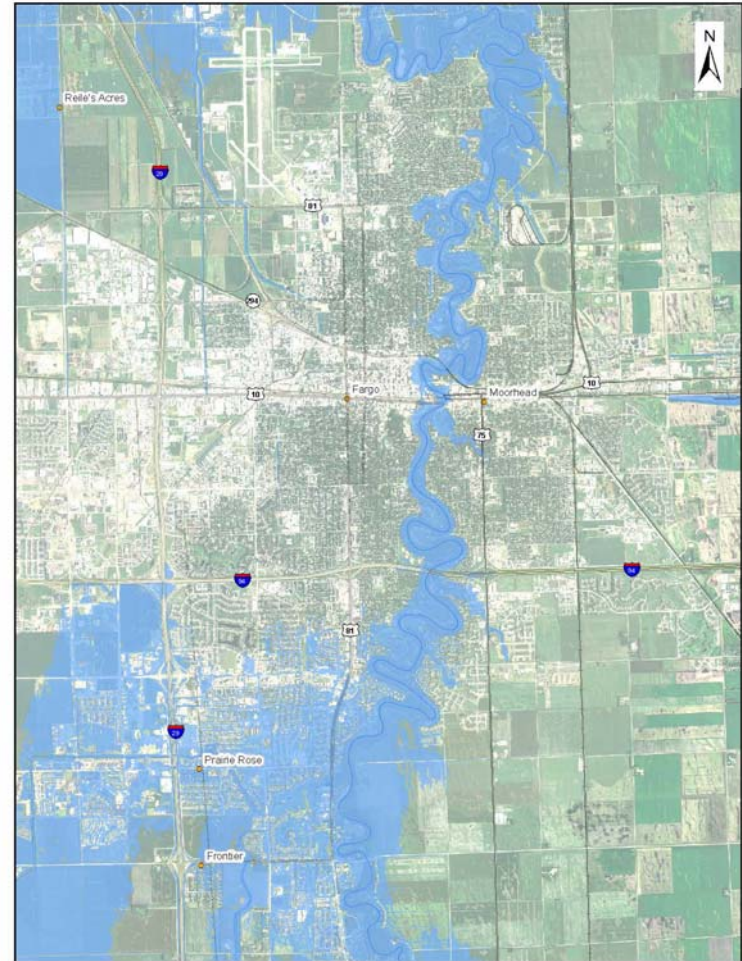 N
Reile's Acres
29
81
294
Fargo
10
Moorhead
10
75
94
94
81
29
Prairie Rose
Frontier